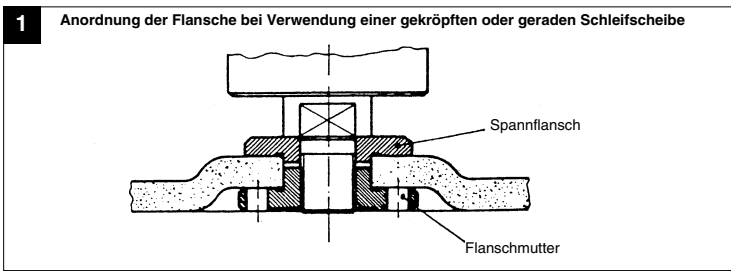 1
Anordnung der Flansche bei Verwendung einer gekröpften oder geraden Schleifscheibe
Spannflansch
Flanschmutter